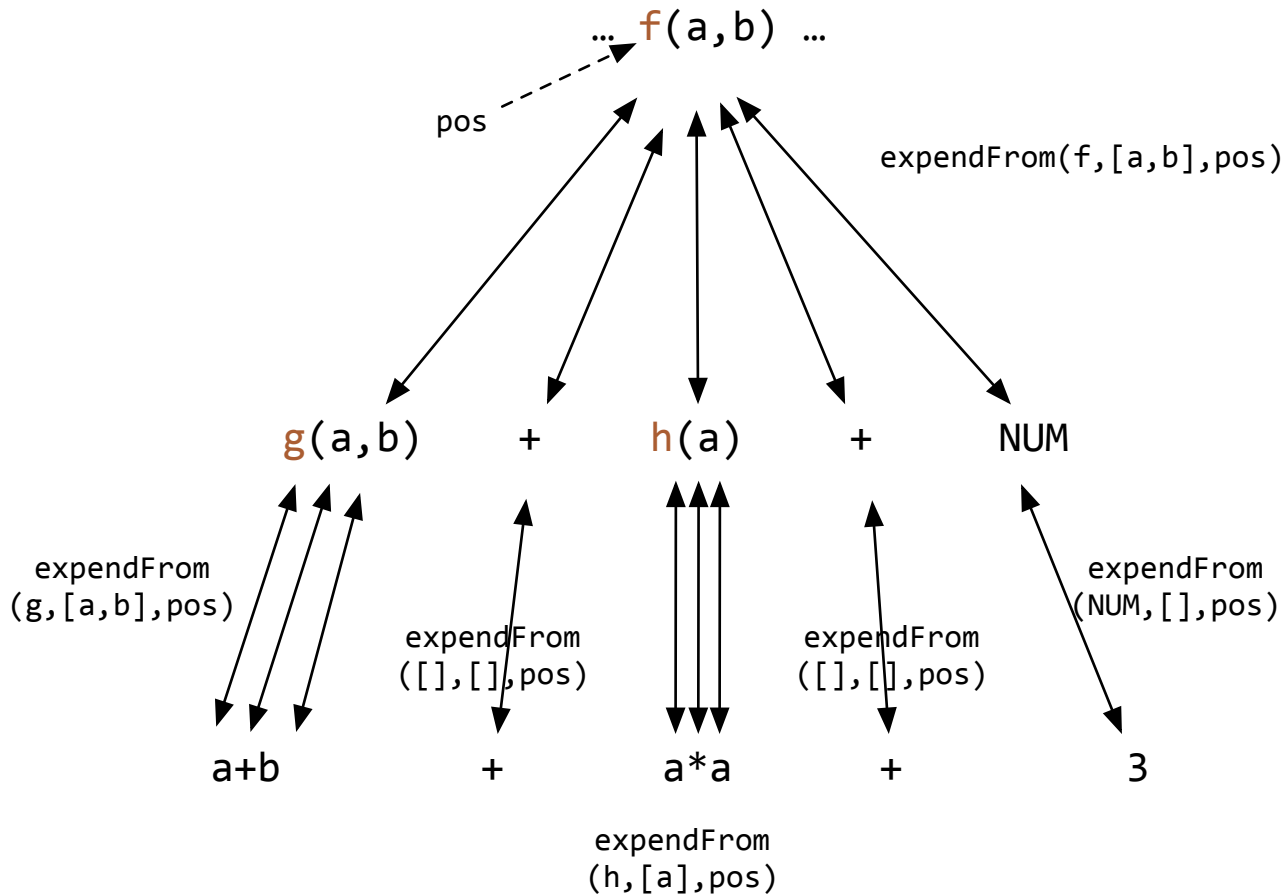 … f(a,b) …
pos
expendFrom(f,[a,b],pos)
g(a,b) + h(a) + NUM
expendFrom
(g,[a,b],pos)
expendFrom
([],[],pos)
expendFrom
([],[],pos)
expendFrom
(NUM,[],pos)
a+b + a*a + 3
expendFrom
(h,[a],pos)